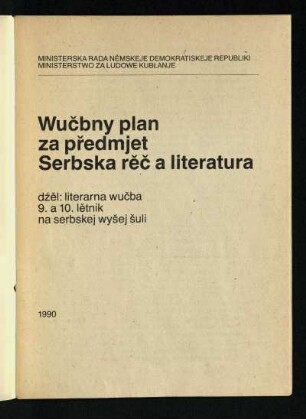 MINISTERSKA RADA NĚMSKEJE DEMOKRATISKEJE REPUBLIKI
MINISTERSTWO ZA LUDOWE KUBŁANJE
Wučbny plan
za předmjet
Serbska rěč a literatura
dźěl: literarna wučba
9. a 10. lětnik
na serbskej wyšej šuli
1990